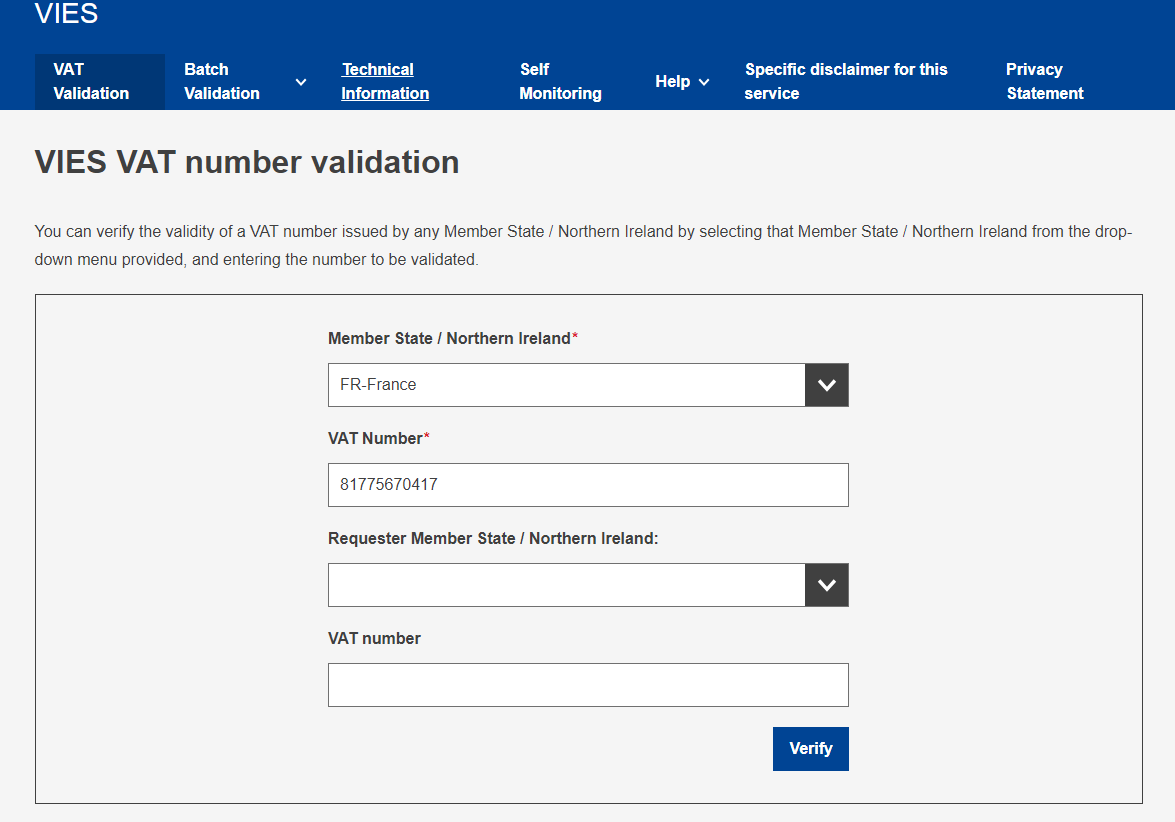 VIES
VAT Validation
Batch Validation
Technical Information
Self Monitoring
Help
Specific disclaimer for this service
Privacy Statement
VIES VAT number validation
You can verify the validity of a VAT number issued by any Member State / Northern Ireland by selecting that Member State / Northern Ireland from the drop-
down menu provided, and entering the number to be validated.
Member State / Northern Ireland*
FR-France
VAT Number*
81775670417
Requester Member State / Northern Ireland:
VAT number
Verify